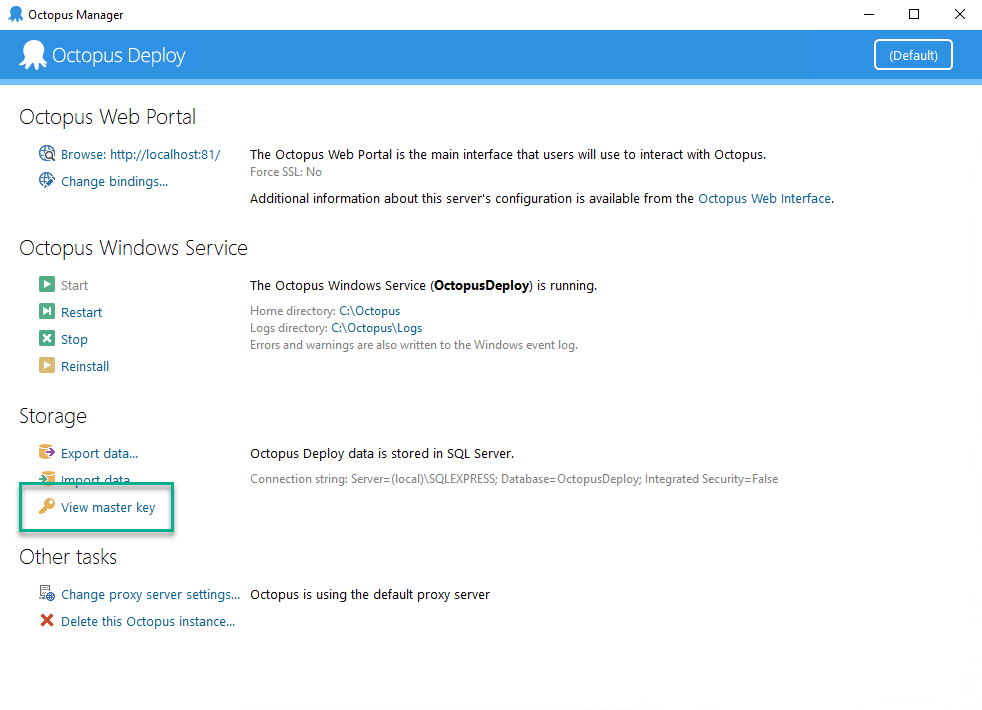 Octopus Manager
Octopus Deploy
(Default)
Octopus Web Portal
Browse: http://localhost:81/
The Octopus Web Portal is the main interface that users will use to interact with Octopus.
Force SSL: No
Change bindings...
Additional information about this server's configuration is available from the Octopus Web Interface.
Octopus Windows Service
Start
The Octopus Windows Service (OctopusDeploy) is running.
Restart
Home directory: C:\Octopus
Logs directory: C:\Octopus\Logs
Stop
Errors and warnings are also written to the Windows event log.
Reinstall
Storage
Export data...
Octopus Deploy data is stored in SQL Server.
Import data
Connection string: Server=(local)\SQLEXPRESS; Database=OctopusDeploy; Integrated Security=False
View master key
Other tasks
Change proxy server settings...
Octopus is using the default proxy server
Delete this Octopus instance...